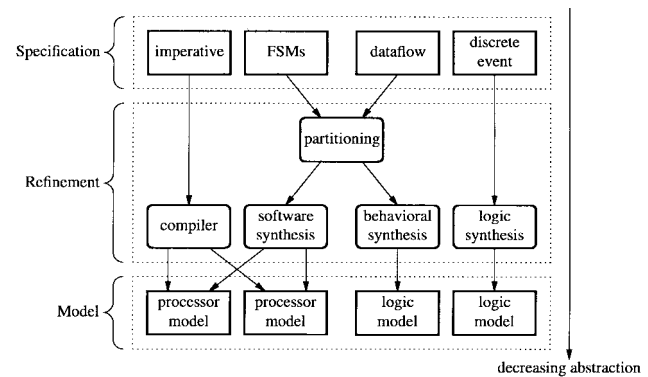 Specification
imperative
FSMs
dataflow
discrete
event
partitioning
Refinement
compiler
software
synthesis
behavioral
synthesis
logic
synthesis
Model
processor
model
processor
model
logic
model
logic
model
decreasing abstraction